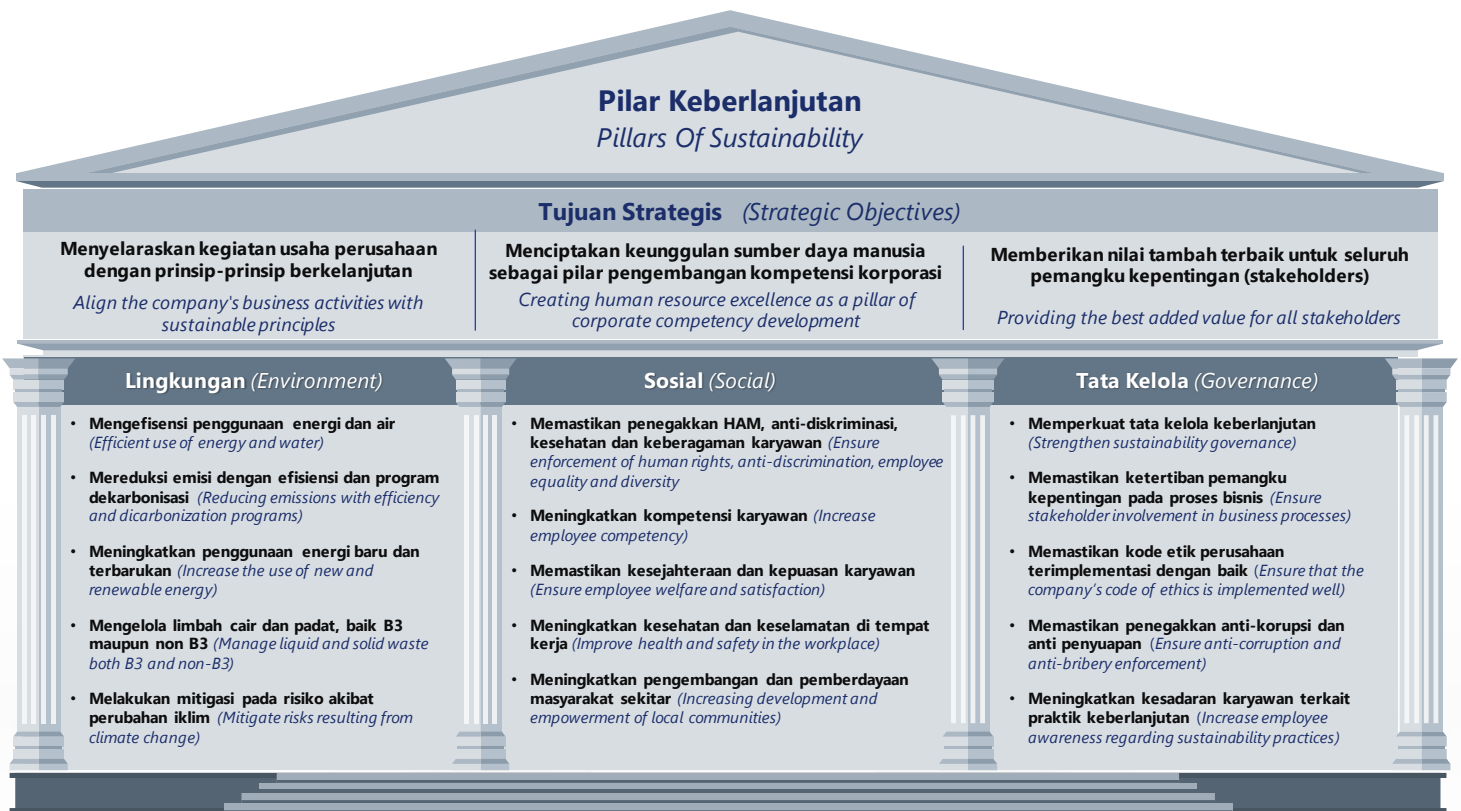 Pilar Keberlanjutan
Pillars Of Sustainability
Tujuan Strategis (Strategic Objectives)
Menyelaraskan kegiatan usaha perusahaan
dengan prinsip-prinsip berkelanjutan
Align the company's business activities with
sustainable principles
Menciptakan keunggulan sumber daya manusia
sebagai pilar pengembangan kompetensi korporasi
Creating human resource excellence as a pillar of
corporate competency development
Memberikan nilai tambah terbaik untuk seluruh
pemangku kepentingan (stakeholders)
Providing the best added value for all stakeholders
Lingkungan (Environment)
• Mengefisensi penggunaan energi dan air
(Efficient use of energy and water)
• Mereduksi emisi dengan efisiensi dan program
dekarbonisasi (Reducing emissions with efficiency
and dicarbonization programs)
• Meningkatkan penggunaan energi baru dan
terbarukan (Increase the use of new and
renewable energy)
• Mengelola limbah cair dan padat, baik B3
maupun non B3 (Manage liquid and solid waste
both B3 and non-B3)
• Melakukan mitigasi pada risiko akibat
perubahan iklim (Mitigate risks resulting from
climate change)
Sosial (Social)
• Memastikan penegakkan HAM, anti-diskriminasi,
kesehatan dan keberagaman karyawan (Ensure
enforcement of human rights, anti-discrimination, employee
equality and diversity
• Meningkatkan kompetensi karyawan (Increase
employee competency)
• Memastikan kesejahteraan dan kepuasan karyawan
(Ensure employee welfare and satisfaction)
• Meningkatkan kesehatan dan keselamatan di tempat
kerja (Improve health and safety in the workplace)
• Meningkatkan pengembangan dan pemberdayaan
masyarakat sekitar (Increasing development and
empowerment of local communities)
Tata Kelola (Governance)
• Memperkuat tata kelola keberlanjutan
(Strengthen sustainability governance)
• Memastikan ketertiban pemangku
kepentingan pada proses bisnis (Ensure
stakeholder involvement in business processes)
• Memastikan kode etik perusahaan
terimplementasi dengan baik (Ensure that the
company's code of ethics is implemented well)
• Memastikan penegakkan anti-korupsi dan
anti penyuapan (Ensure anti-corruption and
anti-bribery enforcement)
• Meningkatkan kesadaran karyawan terkait
praktik keberlanjutan (Increase employee
awareness regarding sustainability practices)